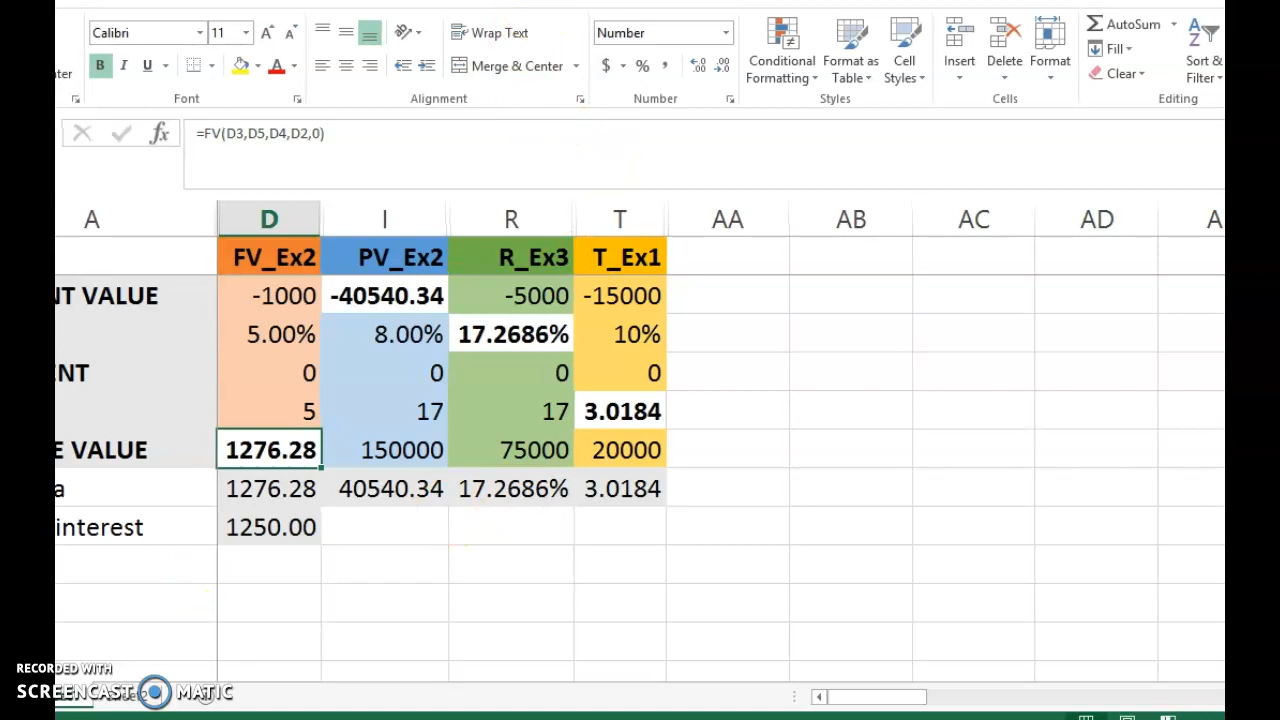 Calibri 11 A A Wrap Text Number AutoSum
ter B I U A Merge & Center $ % , Conditional Formatting Format as Table Cell Styles Insert Delete Format Fill Clear Sort & Filter
Font Alignment Number Styles Cells Editing
fx =FV(D3,D5,D4,D2,0)
A D I R T AA AB AC AD A
FV_Ex2 PV_Ex2 R_Ex3 T_Ex1
NT VALUE -1000 -40540.34 -5000 -15000
5.00% 8.00% 17.2686% 10%
NT 0 0 0 0
5 17 17 3.0184
E VALUE 1276.28 150000 75000 20000
a 1276.28 40540.34 17.2686% 3.0184
interest 1250.00
RECORDED WITH
SCREENCAST MATIC